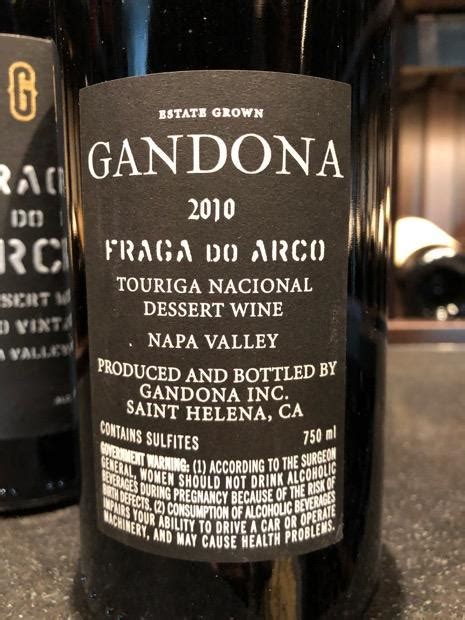 ESTATE GROWN
GANDONA
2010
FRAGA DO ARCO
TOURIGA NACIONAL
DESSERT WINE
NAPA VALLEY
PRODUCED AND BOTTLED BY
GANDONA INC.
SAINT HELENA, CA
CONTAINS SULFITES 750 ml
GOVERNMENT WARNING: (1) ACCORDING TO THE SURGEON
GENERAL, WOMEN SHOULD NOT DRINK ALCOHOLIC
BEVERAGES DURING PREGNANCY BECAUSE OF THE RISK OF
BIRTH DEFECTS. (2) CONSUMPTION OF ALCOHOLIC BEVERAGES
IMPAIRS YOUR ABILITY TO DRIVE A CAR OR OPERATE
MACHINERY, AND MAY CAUSE HEALTH PROBLEMS.
G
DO